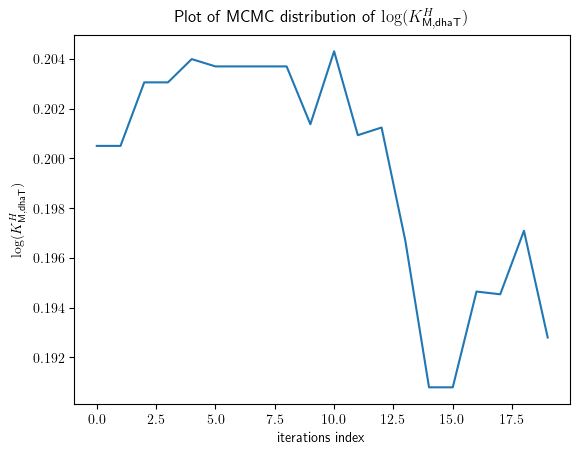 Plot of MCMC distribution of log(K^H_{M,dhaT})
log(K^H_{M,dhaT})
0.204
0.202
0.200
0.198
0.196
0.194
0.192
0.0 2.5 5.0 7.5 10.0 12.5 15.0 17.5
iterations index